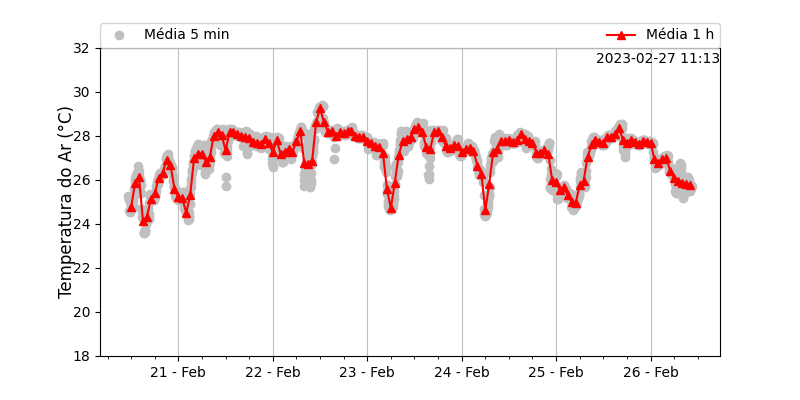 Média 5 min
Média 1 h
2023-02-27 11:13
Temperatura do Ar (°C)
32
30
28
26
24
22
20
18
21 - Feb
22 - Feb
23 - Feb
24 - Feb
25 - Feb
26 - Feb